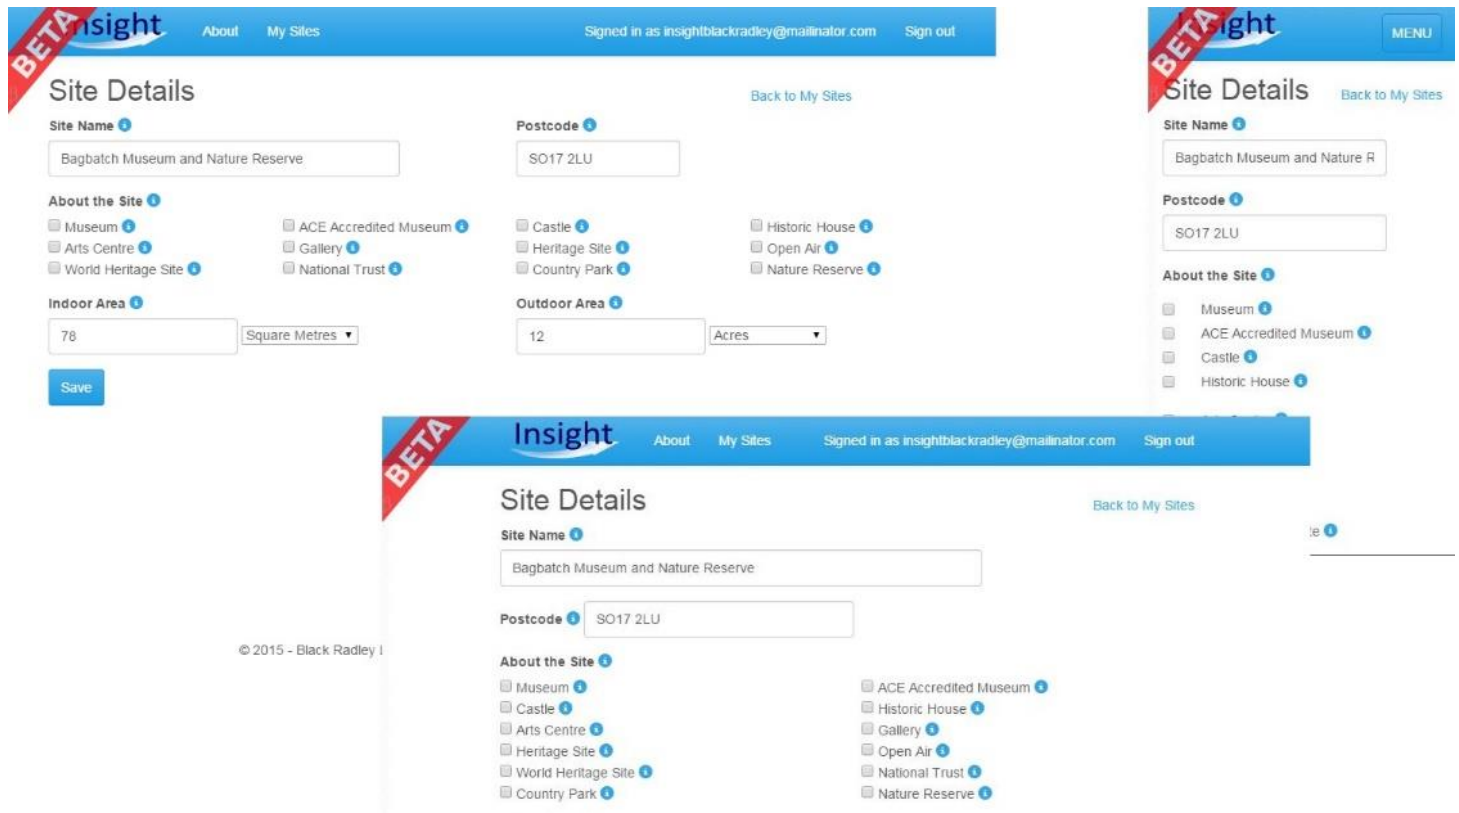 BETA
Insight About My Sites Signed in as insightblackradley@mailinator.com Sign out
Site Details Back to My Sites
Site Name Postcode
Bagbatch Museum and Nature Reserve SO17 2LU
About the Site
Museum ACE Accredited Museum Castle Historic House
Arts Centre Gallery Heritage Site Open Air
World Heritage Site National Trust Country Park Nature Reserve
Indoor Area Outdoor Area
78 Square Metres 12 Acres
Save
© 2015 - Black Radley
BETA
Insight MENU
Site Details Back to My Sites
Site Name
Bagbatch Museum and Nature R
Postcode
SO17 2LU
About the Site
Museum
ACE Accredited Museum
Castle
Historic House
BETA
Insight About My Sites Signed in as insightblackradley@mailinator.com Sign out
Site Details Back to My Sites
Site Name
Bagbatch Museum and Nature Reserve
Postcode SO17 2LU
About the Site
Museum ACE Accredited Museum
Castle Historic House
Arts Centre Gallery
Heritage Site Open Air
World Heritage Site National Trust
Country Park Nature Reserve